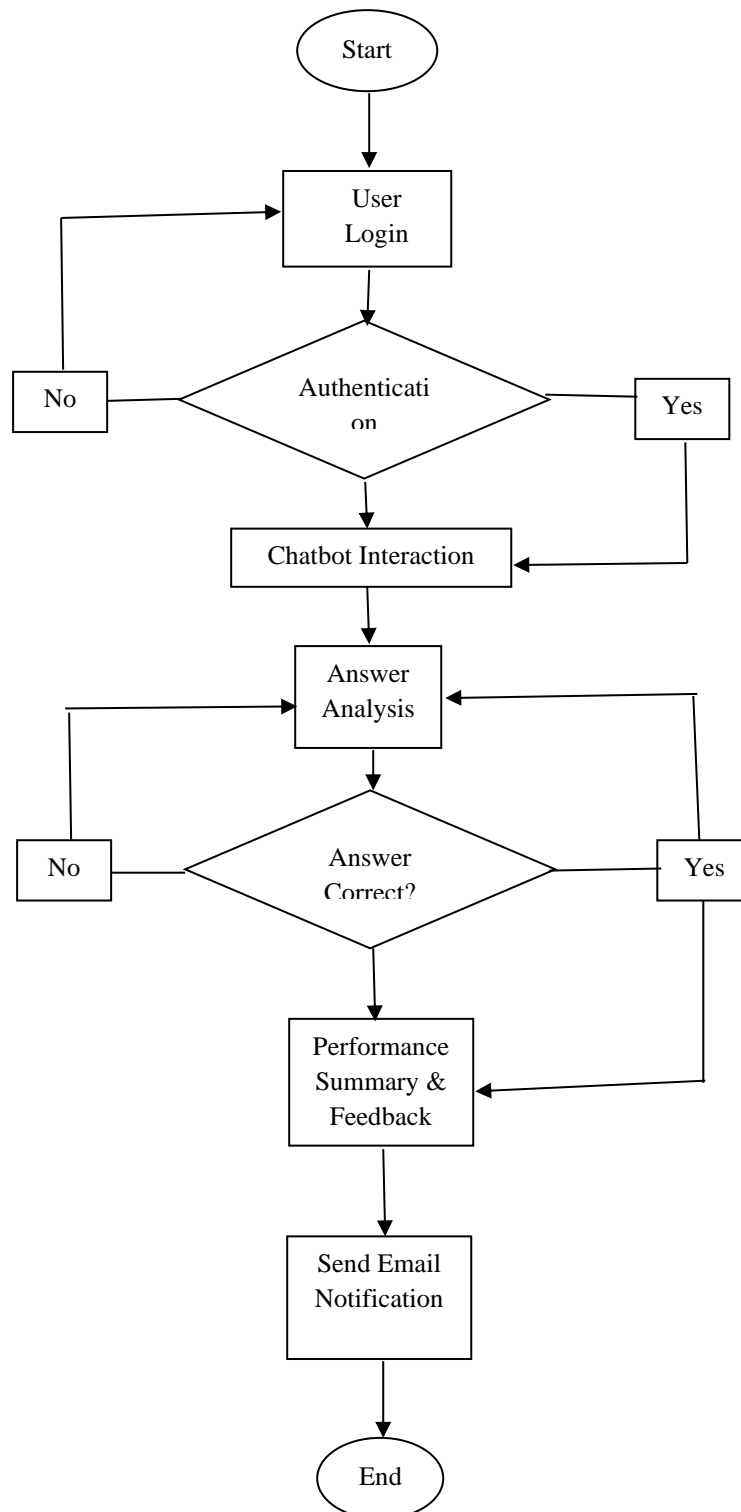 Start
User
Login
No
Authenticati
on
Yes
Chatbot Interaction
Answer
Analysis
No
Answer
Correct?
Yes
Performance
Summary &
Feedback
Send Email
Notification
End